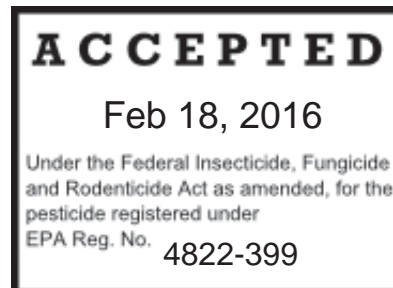 ACCEPTED
Feb 18, 2016
Under the Federal Insecticide, Fungicide
and Rodenticide Act as amended, for the
pesticide registered under
EPA Reg. No. 4822-399